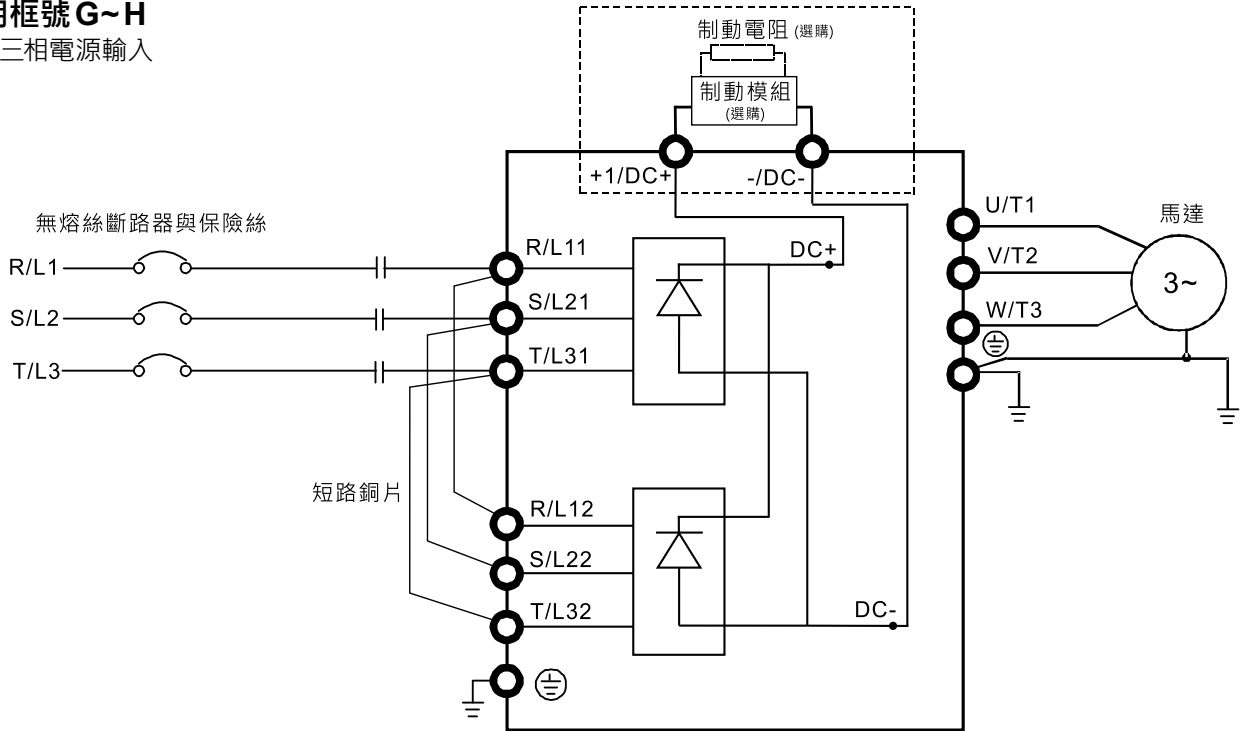 框號G~H
三相電源輸入
制動電阻 (選購)
制動模組
(選購)
+1/DC+
-/DC-
無熔絲斷路器與保險絲
R/L1
S/L2
T/L3
R/L11
S/L21
T/L31
DC+
U/T1
V/T2
W/T3
馬達
3~
短路銅片
R/L12
S/L22
T/L32
DC-